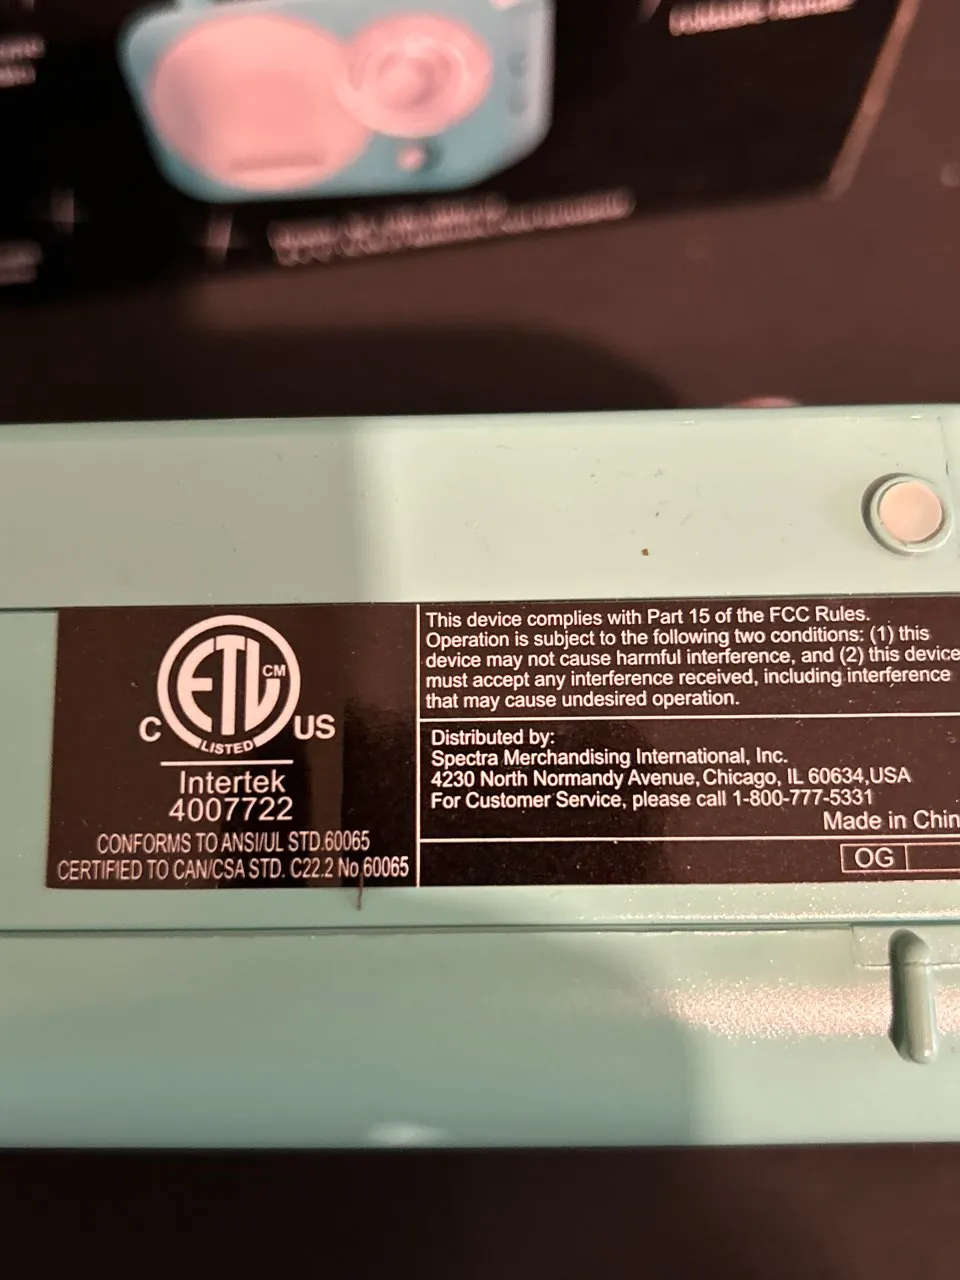 ETL CM
C US
LISTED
Intertek
4007722
CONFORMS TO ANSI/UL STD.60065
CERTIFIED TO CAN/CSA STD. C22.2 No 60065
This device complies with Part 15 of the FCC Rules.
Operation is subject to the following two conditions: (1) this
device may not cause harmful interference, and (2) this device
must accept any interference received, including interference
that may cause undesired operation.
Distributed by:
Spectra Merchandising International, Inc.
4230 North Normandy Avenue, Chicago, IL 60634,USA
For Customer Service, please call 1-800-777-5331
Made in Chin
OG